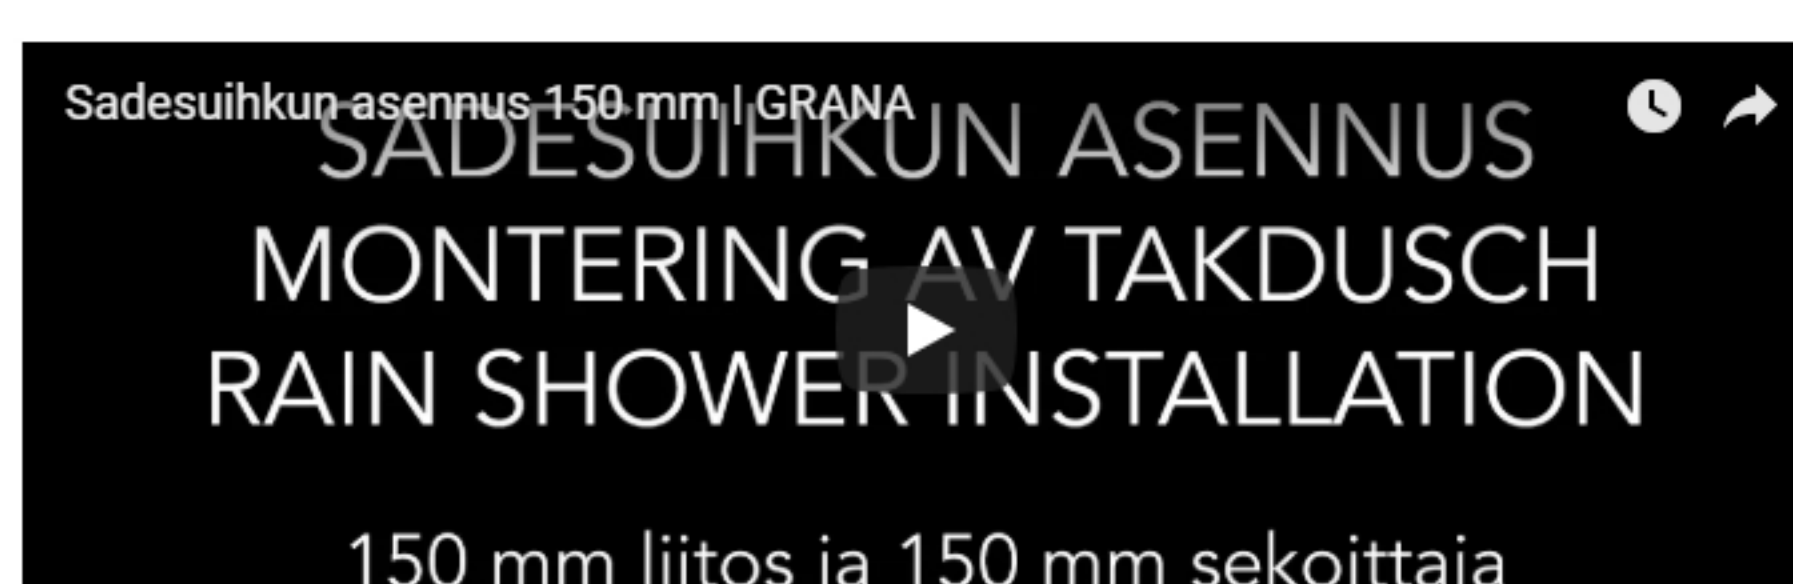 Sadesuihkun asennus 150 mm | GRANA
SADESUIHKUN ASENNUS
MONTERING AV TAKDUSCH
RAIN SHOWER INSTALLATION
150 mm liitos ja 150 mm sekoittaja